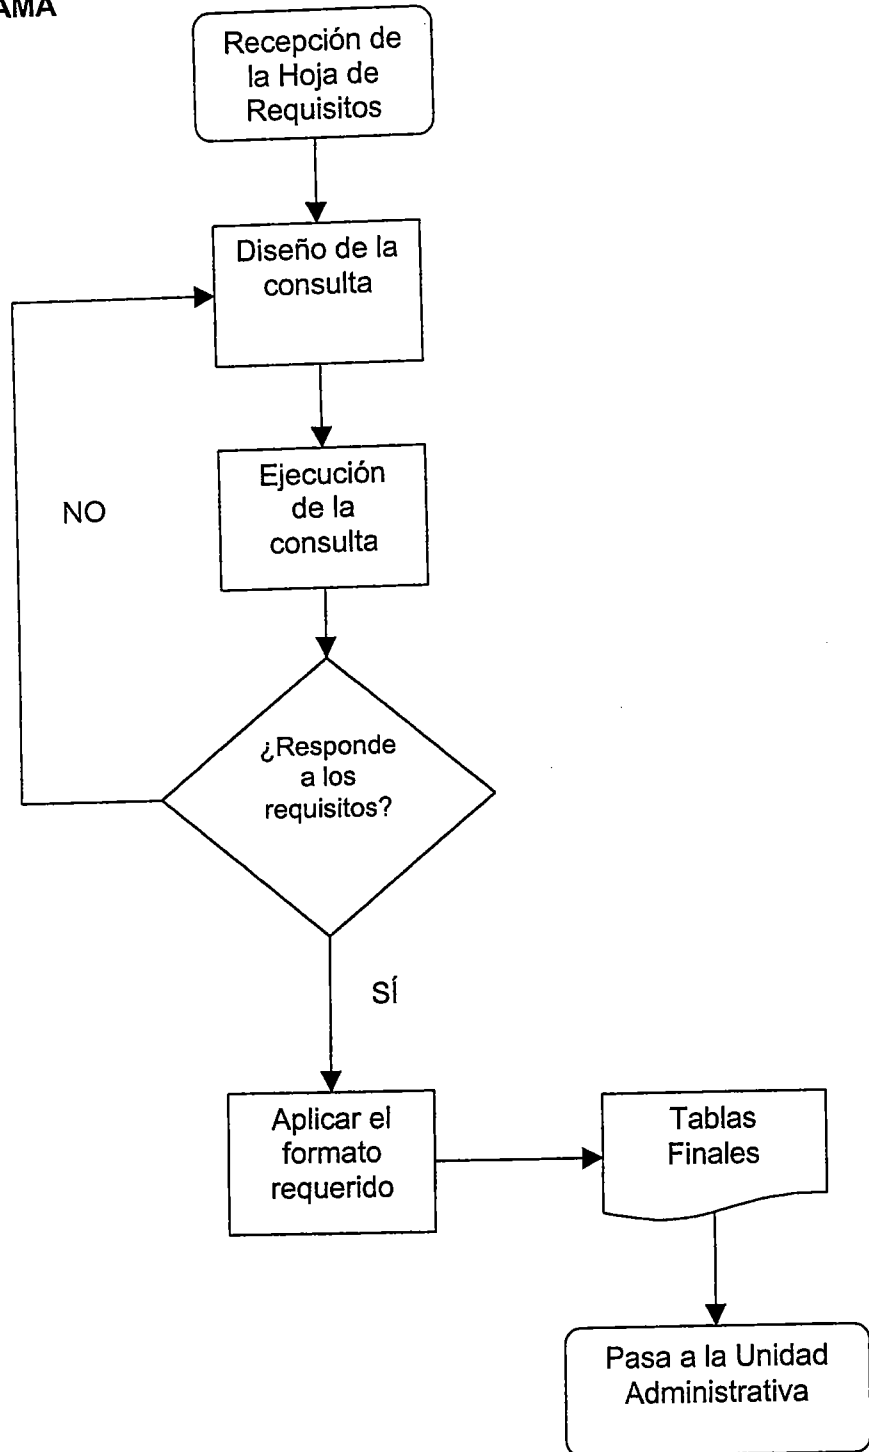 AMA
Recepción de
la Hoja de
Requisitos
Diseño de la
consulta
Ejecución
de la
consulta
NO
¿Responde
a los
requisitos?
SÍ
Aplicar el
formato
requerido
Tablas
Finales
Pasa a la Unidad
Administrativa